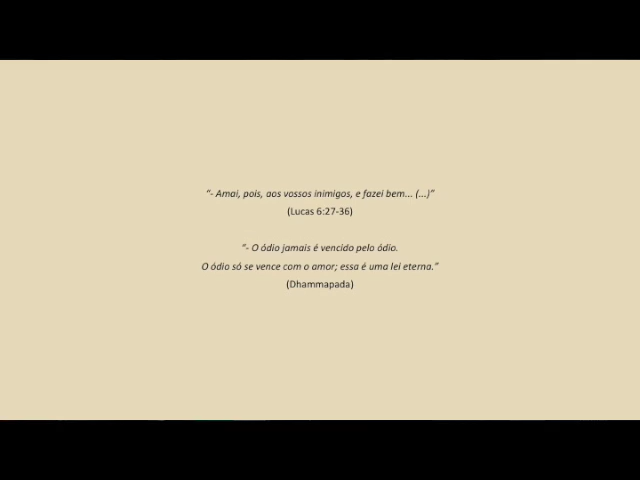 “- Amai, pois, aos vossos inimigos, e fazei bem... (...)”
(Lucas 6:27-36)
“- O ódio jamais é vencido pelo ódio.
O ódio só se vence com o amor; essa é uma lei eterna.”
(Dhammapada)